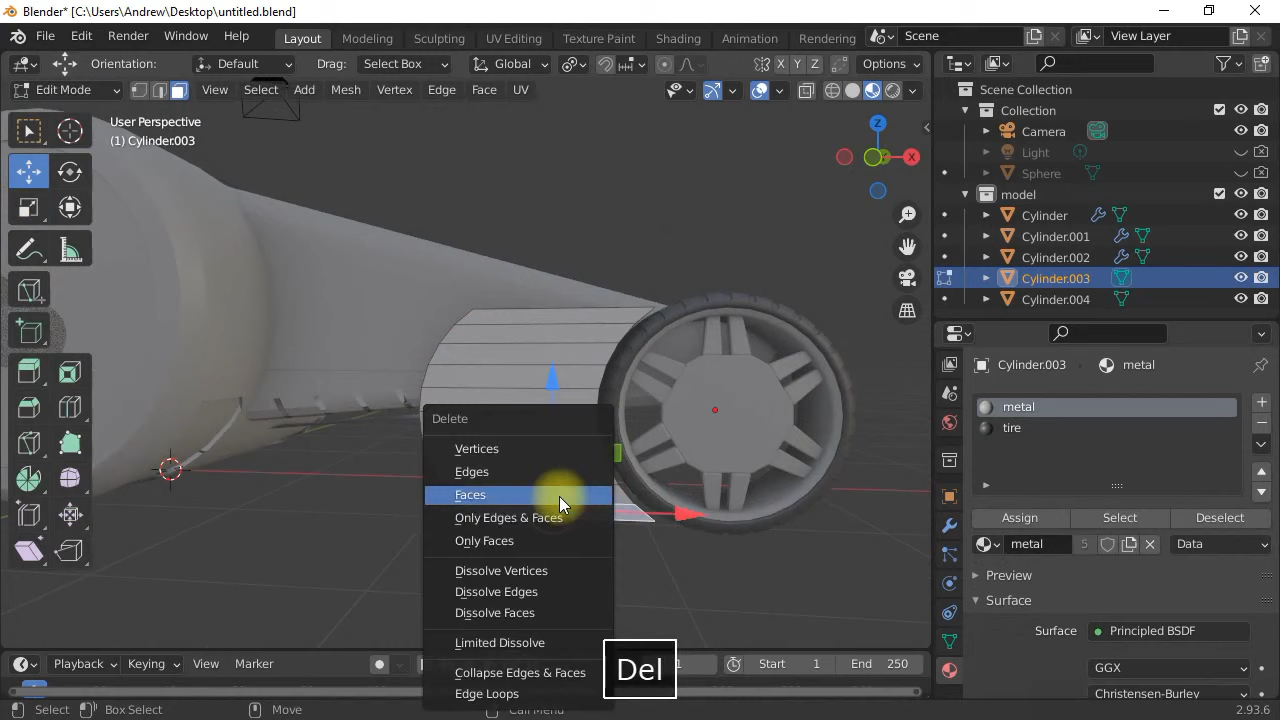 Blender* [C:\Users\Andrew\Desktop\untitled.blend]
File Edit Render Window Help Layout Modeling Sculpting UV Editing Texture Paint Shading Animation Rendering Scene View Layer
Orientation: Default Drag: Select Box Global X Y Z Options
Edit Mode View Select Add Mesh Vertex Edge Face UV
User Perspective
(1) Cylinder.003
Z
X
Scene Collection
Collection
Camera
Light
Sphere
model
Cylinder
Cylinder.001
Cylinder.002
Cylinder.003
Cylinder.004
Cylinder.003 metal
metal
tire
Assign Select Deselect
metal 5 Data
Preview
Surface
Surface Principled BSDF
GGX
Christensen-Burley
Delete
Vertices
Edges
Faces
Only Edges & Faces
Only Faces
Dissolve Vertices
Dissolve Edges
Dissolve Faces
Limited Dissolve
Collapse Edges & Faces
Edge Loops
Del
Playback Keying View Marker 1 Start 1 End 250
Select Box Select Move Call Menu 2.93.6